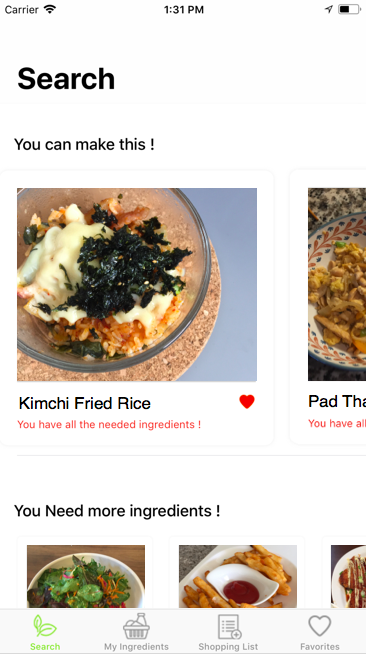 Carrier 1:31 PM
Search
You can make this !
Kimchi Fried Rice
You have all the needed ingredients !
Pad Tha
You have al
You Need more ingredients !
Search My Ingredients Shopping List Favorites